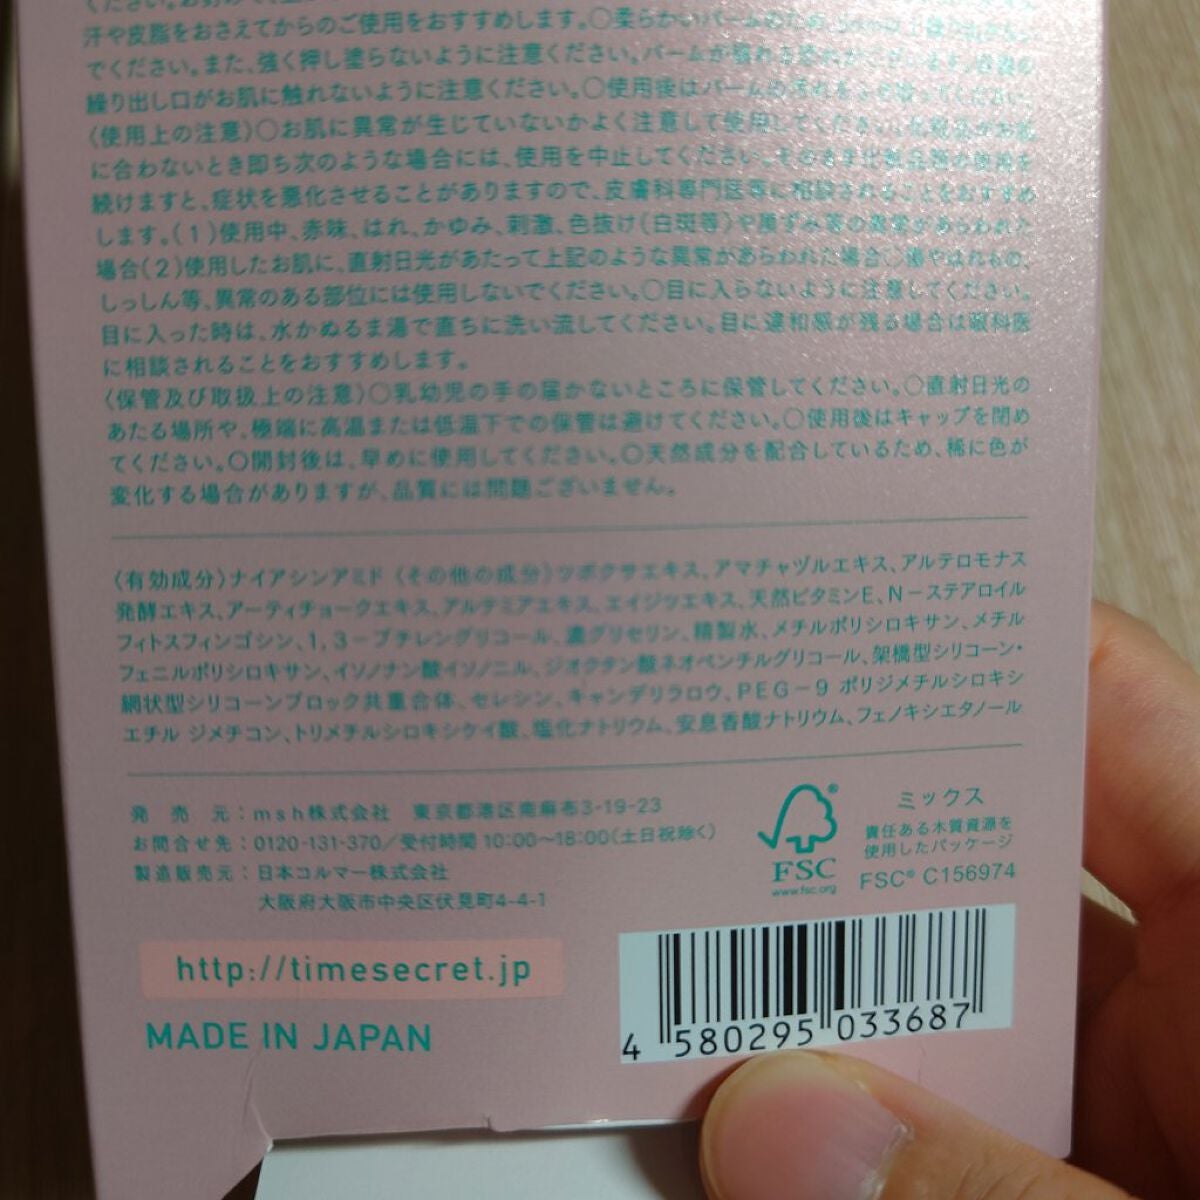 ください。
汗や皮脂をおさえてからのご使用をおすすめします。○柔らかいバームのため、
でください。また、強く押し塗らないように注意ください。バームが
繰り出し口がお肌に触れないように注意ください。○使用後はバームの汚れを
〈使用上の注意〉○お肌に異常が生じていないかよく注意して使用してください。化粧品がお肌
に合わないとき即ち次のような場合には、使用を中止してください。そのまま化粧品類の使用を
続けますと、症状を悪化させることがありますので、皮膚科専門医等に相談されることをおすすめ
します。(1)使用中、赤味、はれ、かゆみ、刺激、色抜け(白斑等)や黒ずみ等の異常があらわれた
場合(2)使用したお肌に、直射日光があたって上記のような異常があらわれた場合○傷やはれもの、
しっしん等、異常のある部位には使用しないでください。○目に入らないように注意してください。
目に入った時は、水かぬるま湯で直ちに洗い流してください。目に違和感が残る場合は眼科医
に相談されることをおすすめします。
〈保管及び取扱上の注意〉○乳幼児の手の届かないところに保管してください。○直射日光の
あたる場所や、極端に高温または低温下での保管は避けてください。○使用後はキャップを閉め
てください。○開封後は、早めに使用してください。○天然成分を配合しているため、稀に色が
変化する場合がありますが、品質には問題ございません。
〈有効成分〉ナイアシンアミド〈その他の成分〉ツボクサエキス、アマチャヅルエキス、アルテロモナス
発酵エキス、アーティチョークエキス、アルテミアエキス、エイジツエキス、天然ビタミンE、N－ステアロイル
フィトスフィンゴシン、1，3－ブチレングリコール、濃グリセリン、精製水、メチルポリシロキサン、メチル
フェニルポリシロキサン、イソノナン酸イソノニル、ジオクタン酸ネオペンチルグリコール、架橋型シリコーン・
網状型シリコーンブロック共重合体、セレシン、キャンデリラロウ、PEG－9 ポリジメチルシロキシ
エチル ジメチコン、トリメチルシロキシケイ酸、塩化ナトリウム、安息香酸ナトリウム、フェノキシエタノール
発 売 元：msh株式会社 東京都港区南麻布3-19-23
お問合せ先：0120-131-370／受付時間 10:00～18:00(土日祝除く)
製造販売元：日本コルマー株式会社
大阪府大阪市中央区伏見町4-4-1
®
FSC
www.fsc.org
ミックス
責任ある木質資源を
使用したパッケージ
FSC® C156974
http://timesecret.jp
MADE IN JAPAN
4 580295 033687